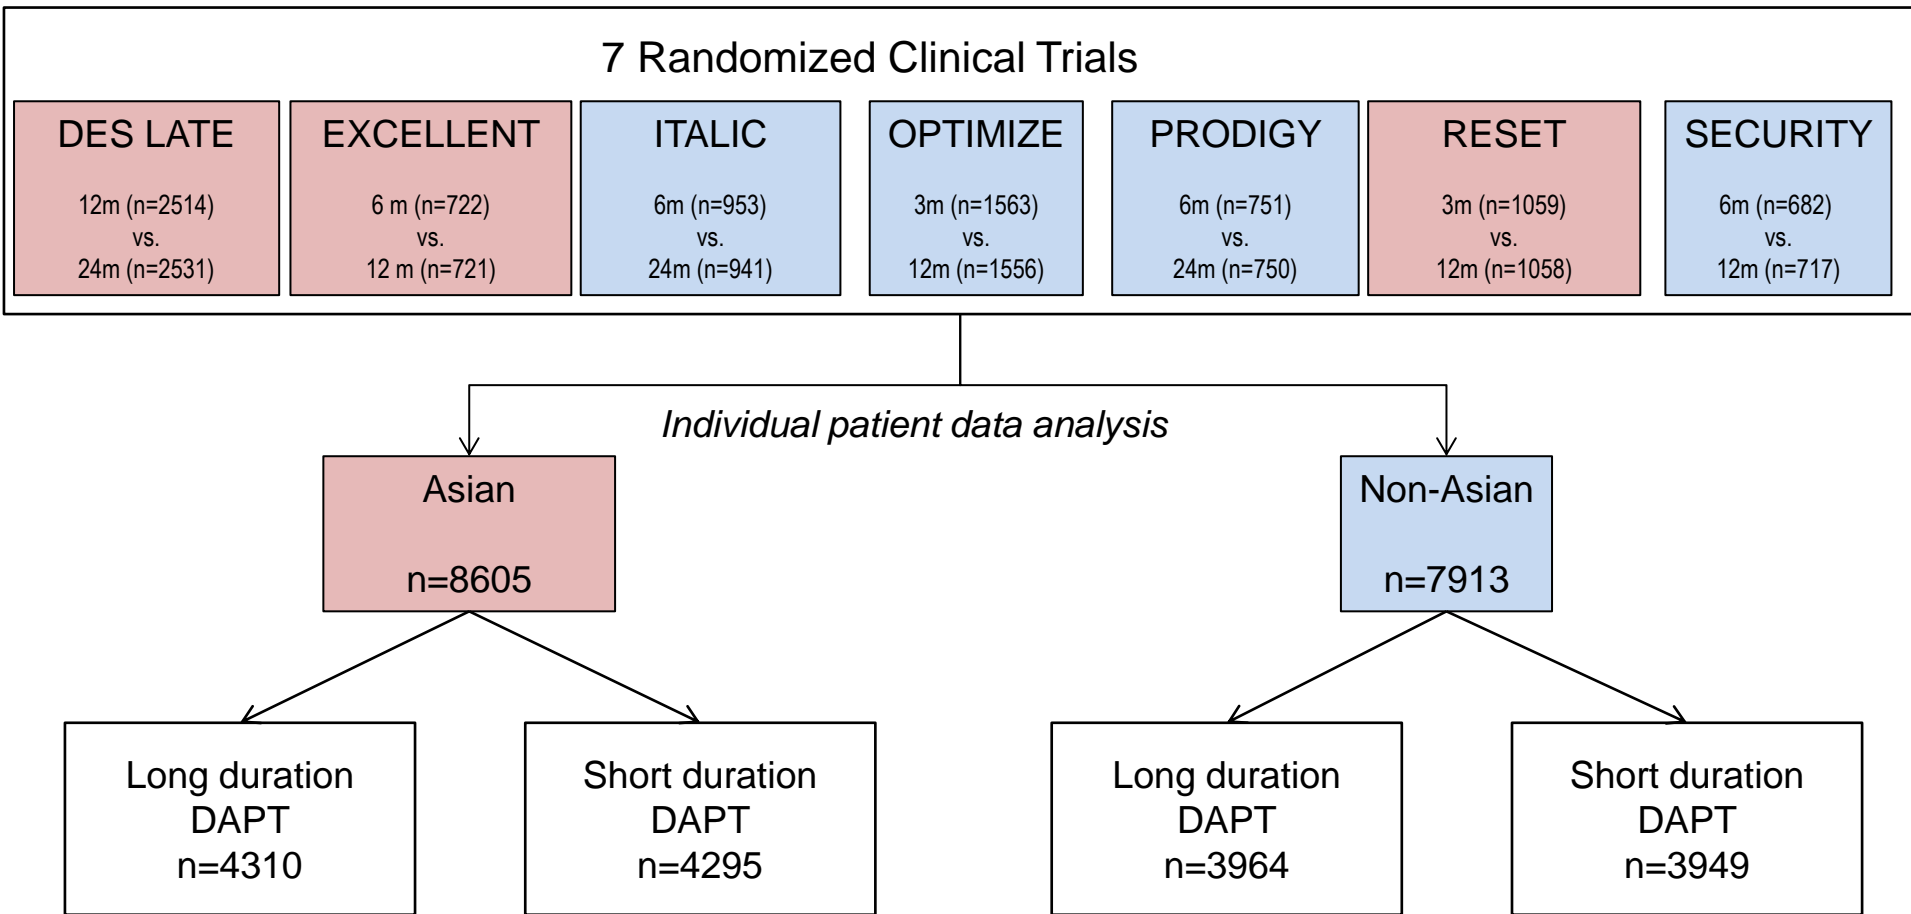 7 Randomized Clinical Trials
DES LATE
12m (n=2514)
vs.
24m (n=2531)
EXCELLENT
6 m (n=722)
vs.
12 m (n=721)
ITALIC
6m (n=953)
vs.
24m (n=941)
OPTIMIZE
3m (n=1563)
vs.
12m (n=1556)
PRODIGY
6m (n=751)
vs.
24m (n=750)
RESET
3m (n=1059)
vs.
12m (n=1058)
SECURITY
6m (n=682)
vs.
12m (n=717)
Individual patient data analysis
Asian
n=8605
Non-Asian
n=7913
Long duration
DAPT
n=4310
Short duration
DAPT
n=4295
Long duration
DAPT
n=3964
Short duration
DAPT
n=3949